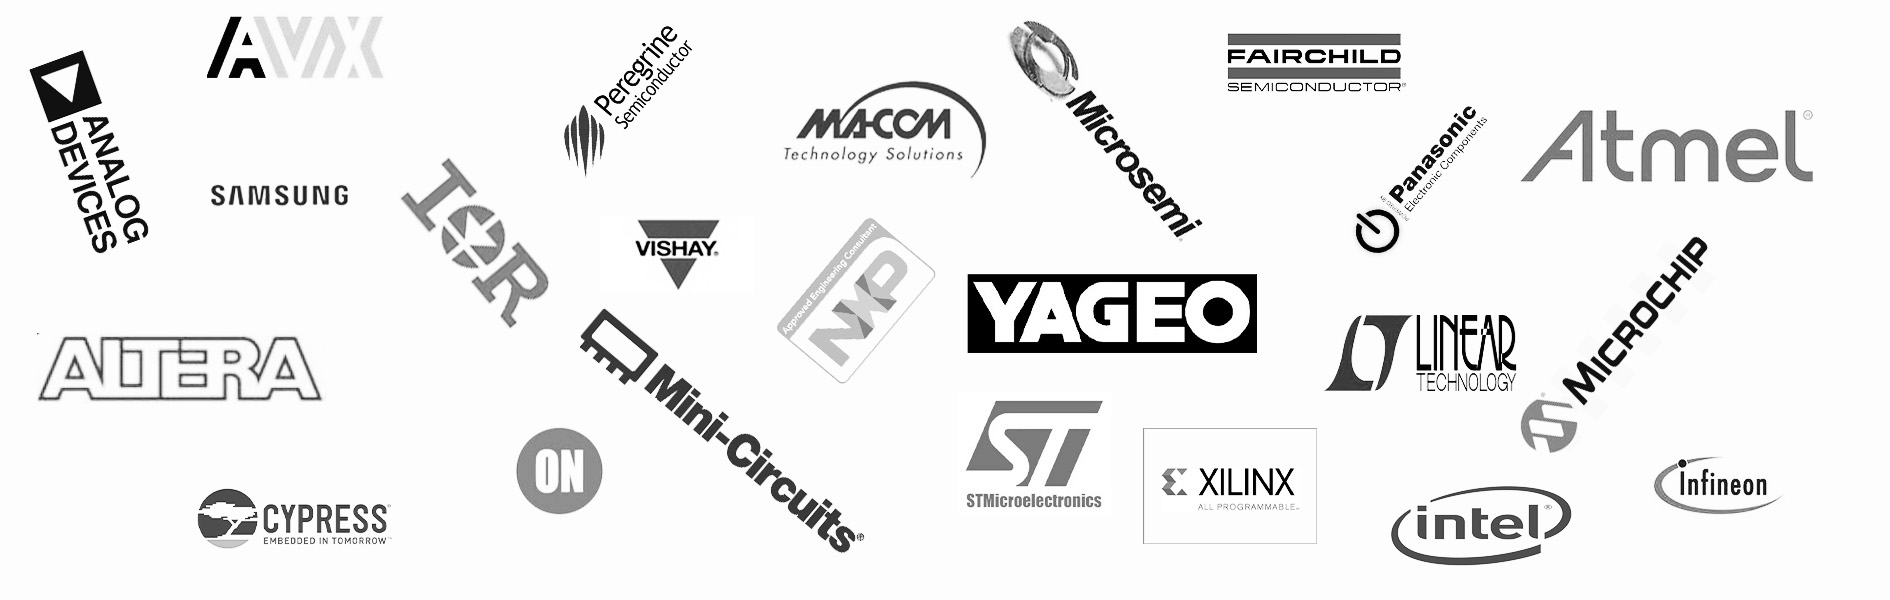 AVX
ANALOG
DEVICES
SAMSUNG
Peregrine
Semiconductor
MACOM
Technology Solutions
Microsemi
FAIRCHILD
SEMICONDUCTOR®
Panasonic
Electronic Components
Atmel®
IOR
VISHAY®
Approved Engineering Consultant
NXP
YAGEO
LINEAR
TECHNOLOGY
MICROCHIP
ALTERA
Mini-Circuits®
ON
ST
STMicroelectronics
XILINX
ALL PROGRAMMABLE™
CYPRESS®
EMBEDDED IN TOMORROW™
intel®
infineon